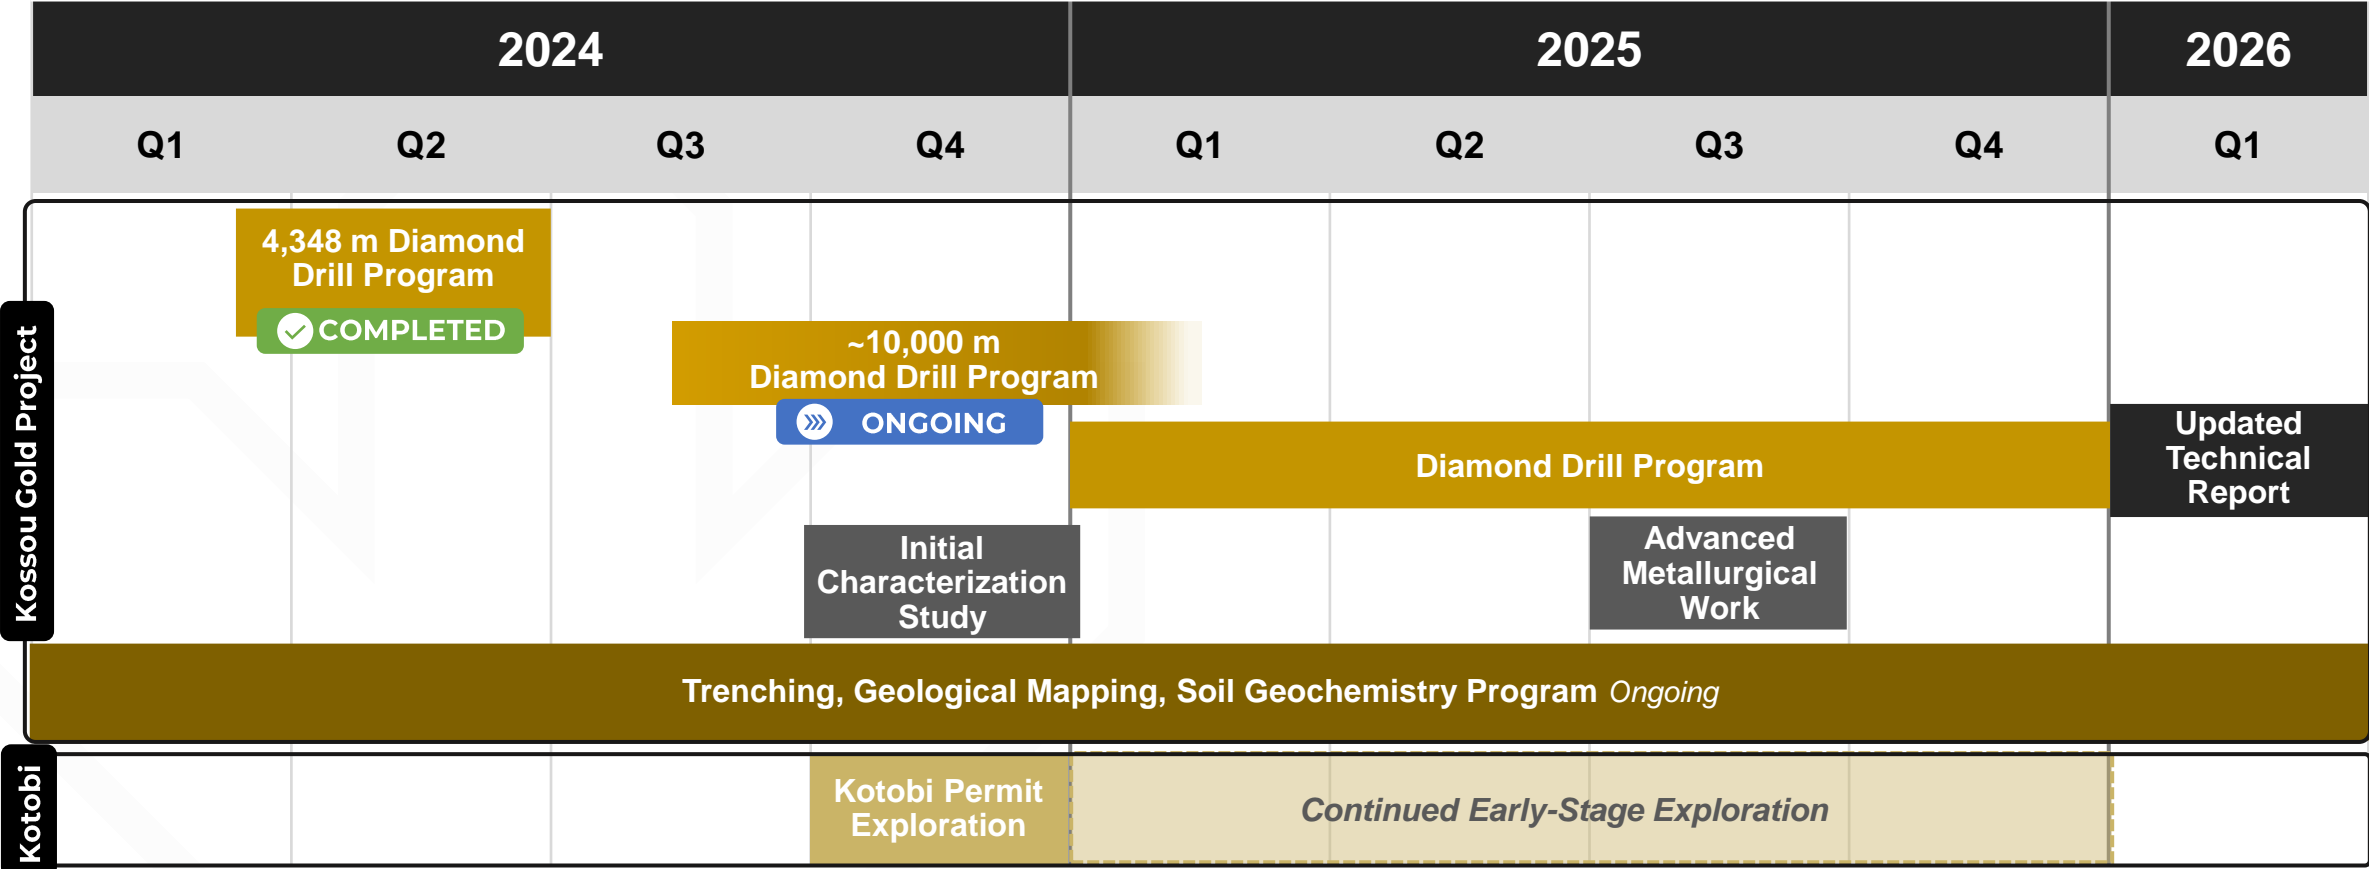 2024
2025
2026
Q1
Q2
Q3
Q4
Q1
Q2
Q3
Q4
Q1
Kossou Gold Project
4,348 m Diamond
Drill Program
COMPLETED
~10,000 m
Diamond Drill Program
ONGOING
Diamond Drill Program
Updated
Technical
Report
Initial
Characterization
Study
Advanced
Metallurgical
Work
Trenching, Geological Mapping, Soil Geochemistry Program Ongoing
Kotobi
Kotobi Permit
Exploration
Continued Early-Stage Exploration